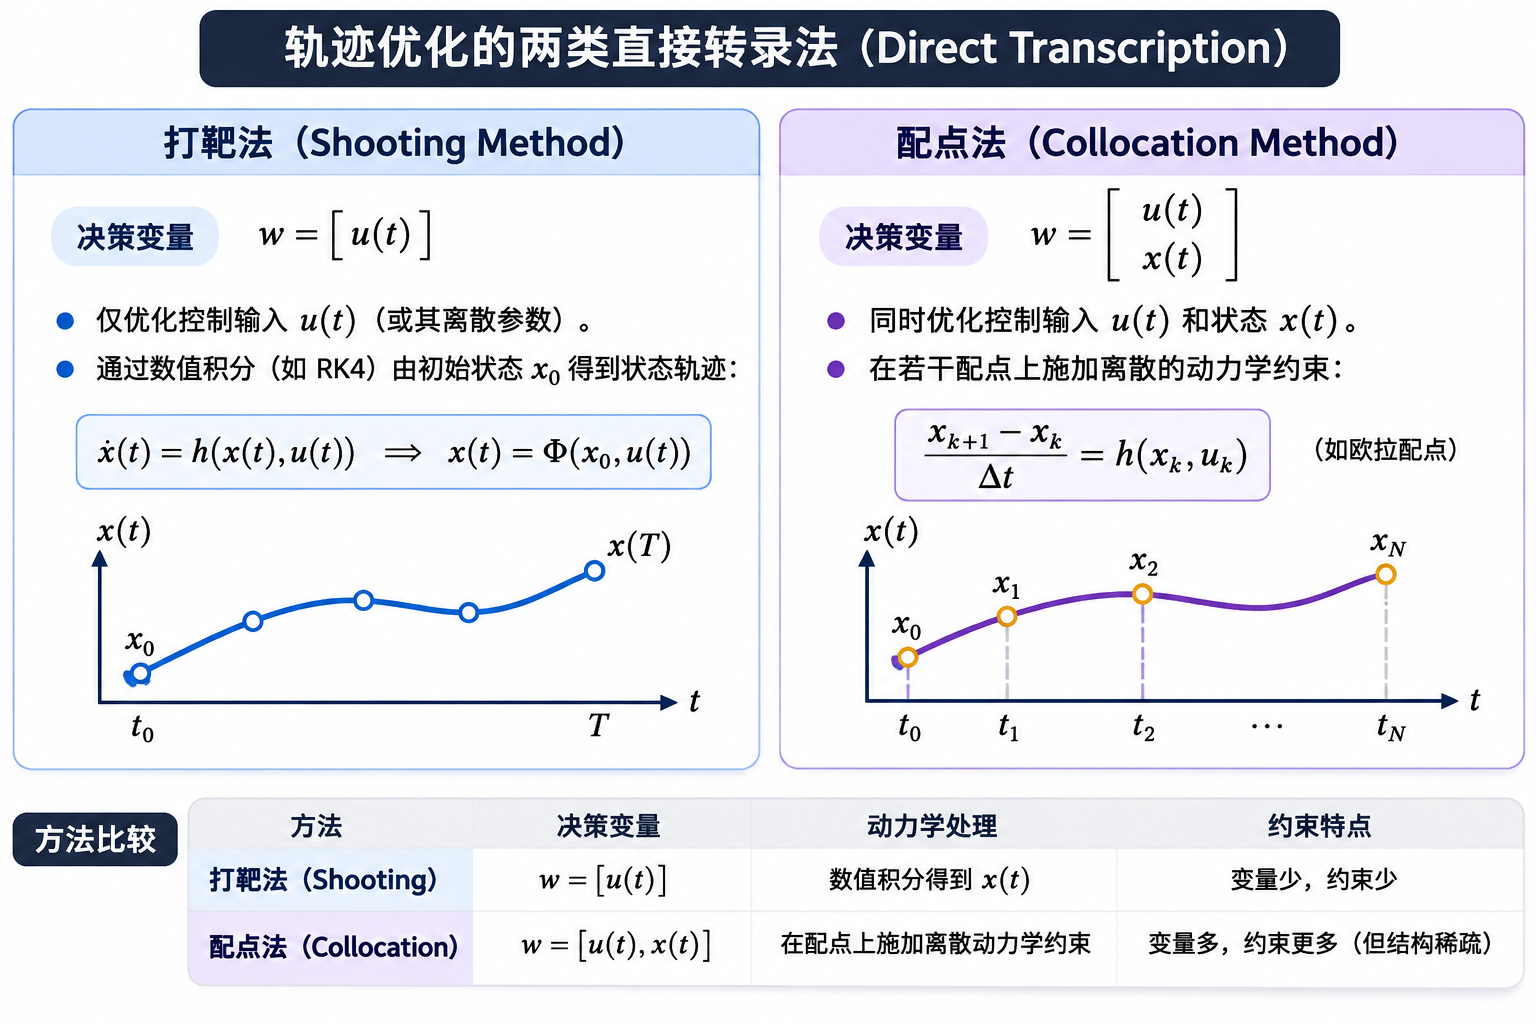 轨迹优化的两类直接转录法（Direct Transcription）
打靶法（Shooting Method）
决策变量 w = [ u(t) ]
仅优化控制输入 u(t)（或其离散参数）。
通过数值积分（如 RK4）由初始状态 x₀ 得到状态轨迹：
ẋ(t) = h(x(t), u(t)) ⟹ x(t) = Φ(x₀, u(t))
x(t)
x(T)
x₀
t
t₀ T
配点法（Collocation Method）
决策变量 w = [ u(t)
x(t) ]
同时优化控制输入 u(t) 和状态 x(t)。
在若干配点上施加离散的动力学约束：
(x_{k+1} − x_k) / Δt = h(x_k, u_k) （如欧拉配点）
x(t)
x₀ x₁ x₂ x_N
t
t₀ t₁ t₂ ⋯ t_N
方法比较
方法 决策变量 动力学处理 约束特点
打靶法（Shooting） w = [u(t)] 数值积分得到 x(t) 变量少，约束少
配点法（Collocation） w = [u(t), x(t)] 在配点上施加离散动力学约束 变量多，约束更多（但结构稀疏）